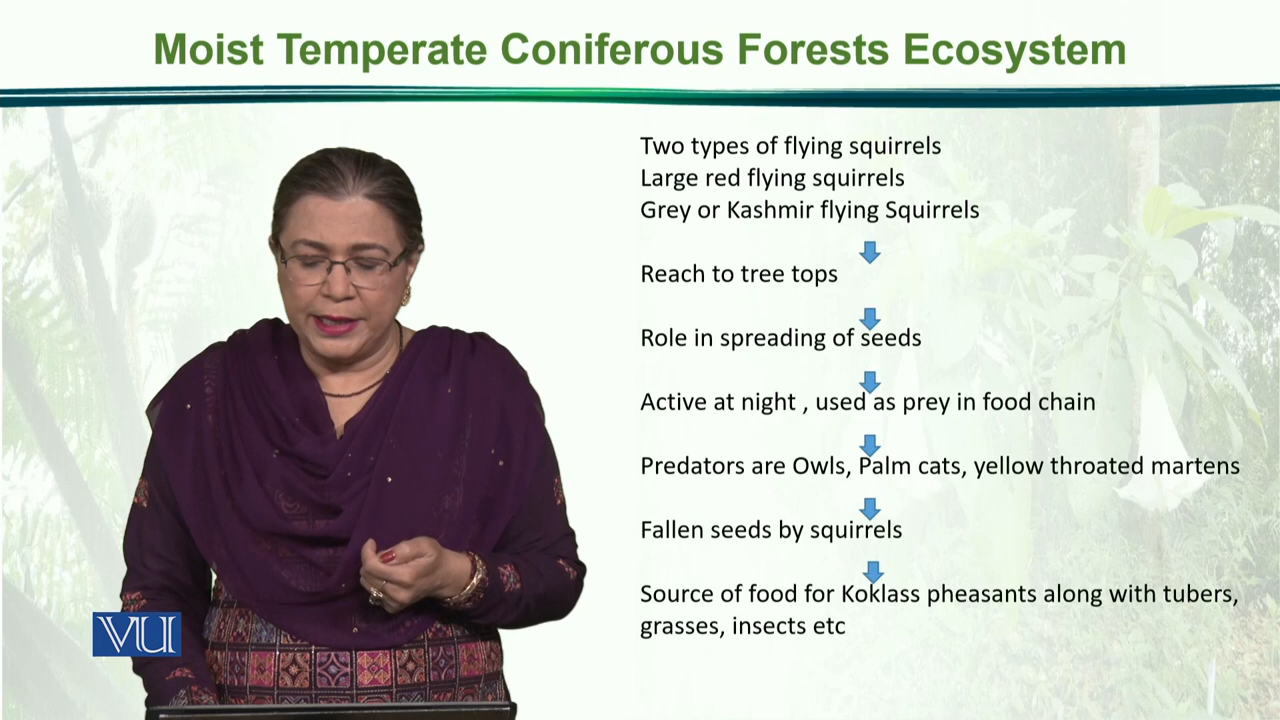 Moist Temperate Coniferous Forests Ecosystem
Two types of flying squirrels
Large red flying squirrels
Grey or Kashmir flying Squirrels
Reach to tree tops
Role in spreading of seeds
Active at night , used as prey in food chain
Predators are Owls, Palm cats, yellow throated martens
Fallen seeds by squirrels
Source of food for Koklass pheasants along with tubers,
grasses, insects etc
VU